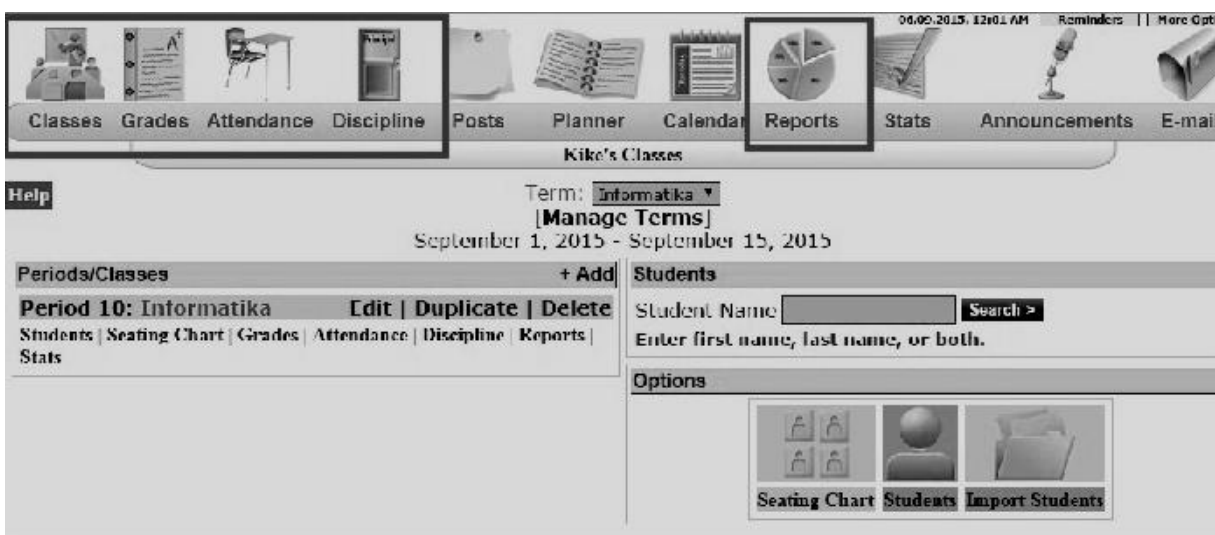 06.09.2015, 12:01 AM Reminders || More Opti
A+
Principal
Classes Grades Attendance Discipline Posts Planner Calendar Reports Stats Announcements E-mai
Kike's Classes
Help
Term: Informatika
[Manage Terms]
September 1, 2015 - September 15, 2015
Periods/Classes + Add
Period 10: Informatika Edit | Duplicate | Delete
Students | Seating Chart | Grades | Attendance | Discipline | Reports |
Stats
Students
Student Name Search >
Enter first name, last name, or both.
Options
Seating Chart Students Import Students